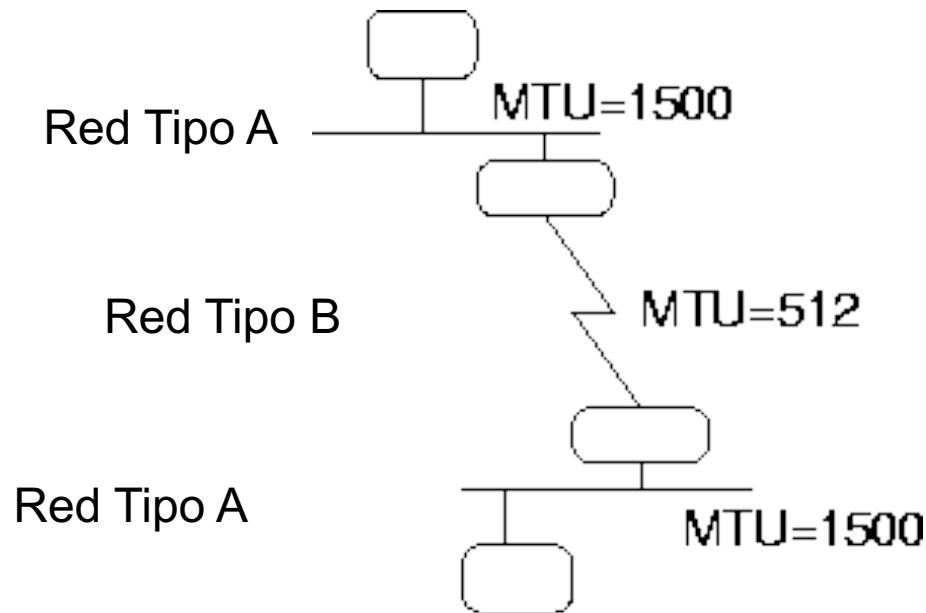 MTU=1500
Red Tipo A
Red Tipo B
MTU=512
Red Tipo A
MTU=1500